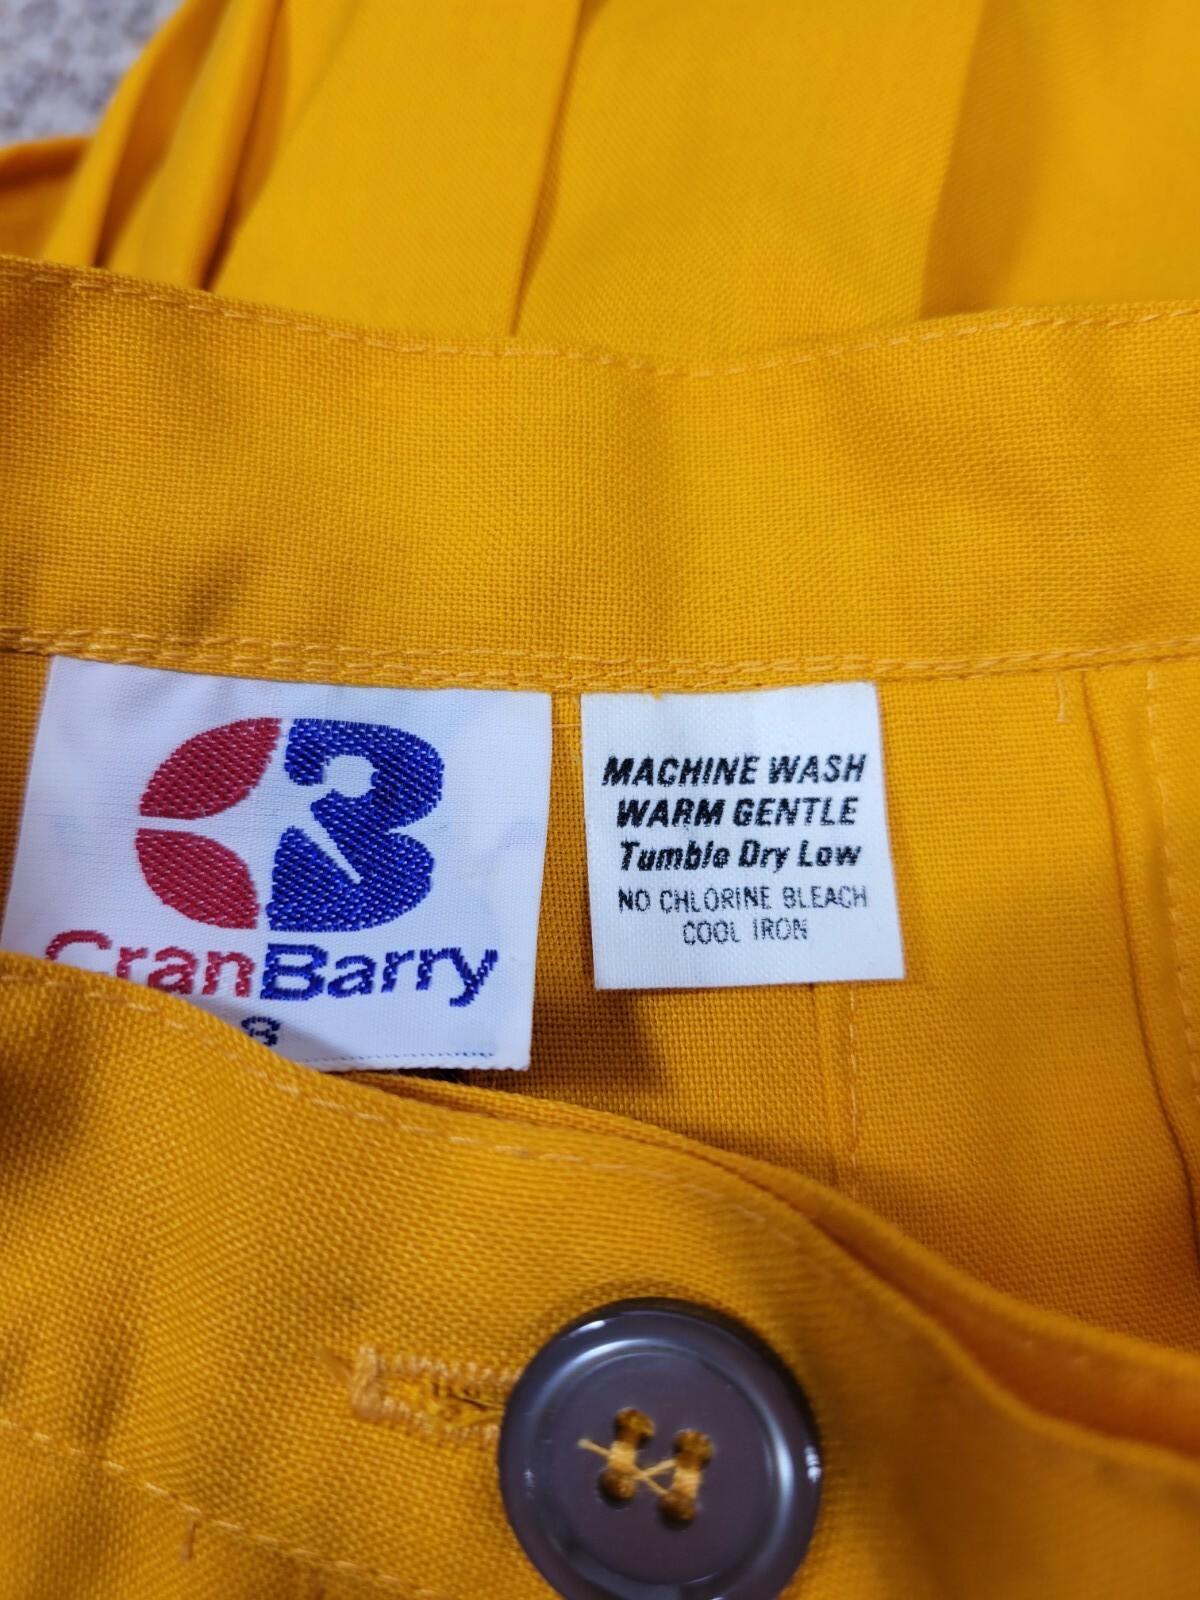 CranBarry
MACHINE WASH
WARM GENTLE
Tumble Dry Low
NO CHLORINE BLEACH
COOL IRON